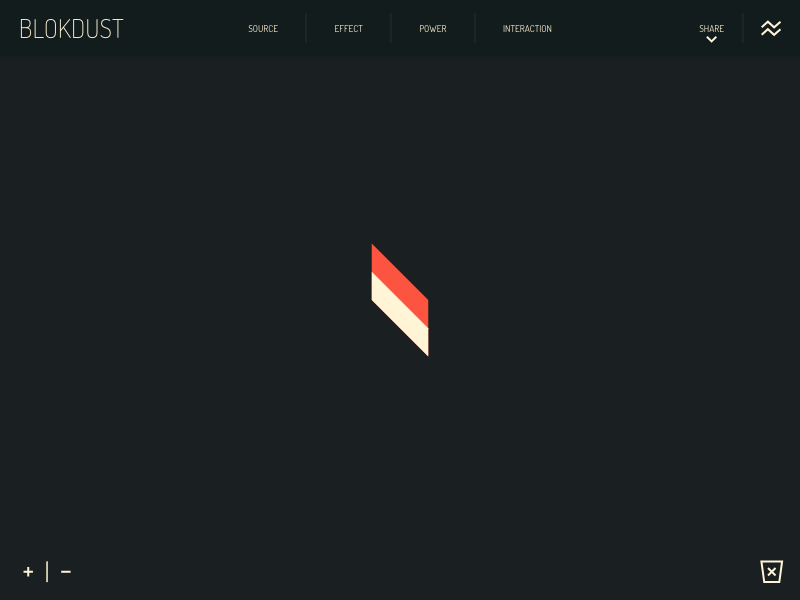 BLOKDUST
SOURCE
EFFECT
POWER
INTERACTION
SHARE